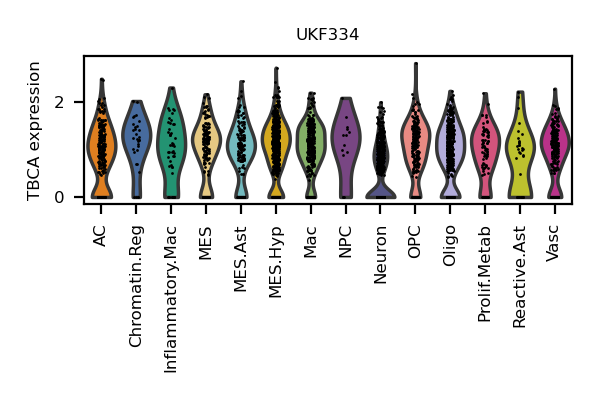 UKF334
TBCA expression
2
0
AC
Chromatin.Reg
Inflammatory.Mac
MES
MES.Ast
MES.Hyp
Mac
NPC
Neuron
OPC
Oligo
Prolif.Metab
Reactive.Ast
Vasc